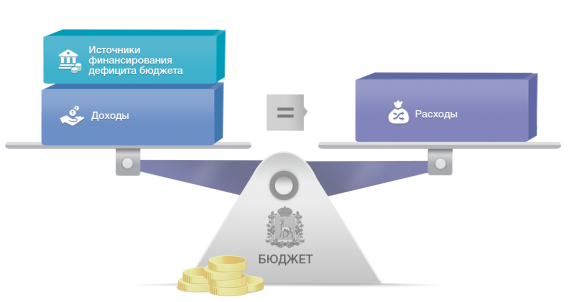 Источники
финансирования
дефицита бюджета
Доходы
=
Расходы
БЮДЖЕТ